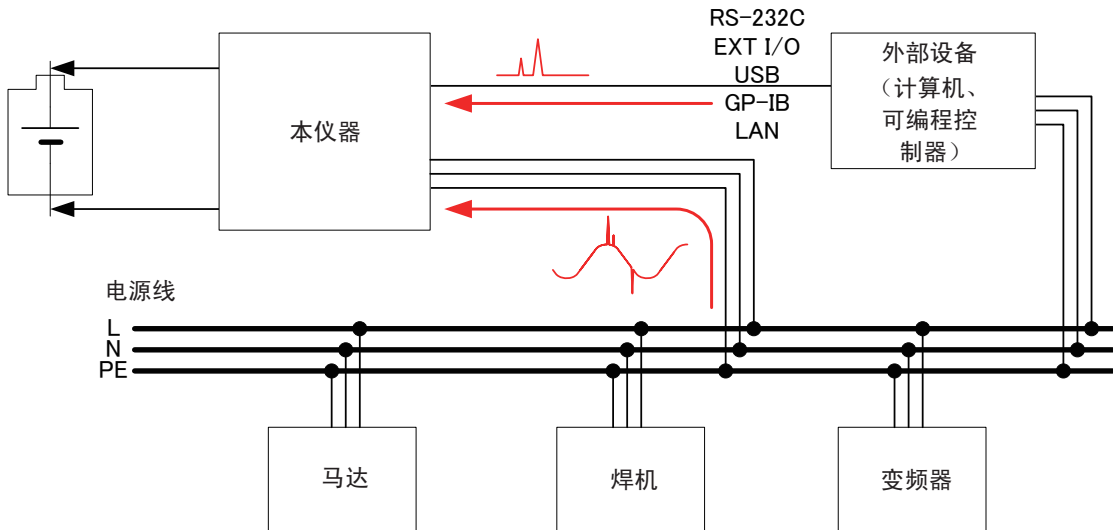 RS-232C
EXT I/O
USB
GP-IB
LAN
本仪器
外部设备
（计算机、
可编程控
制器）
电源线
L
N
PE
马达
焊机
变频器